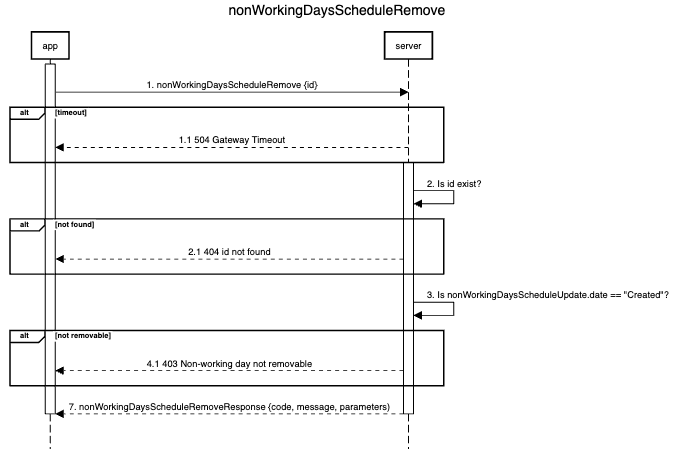 nonWorkingDaysScheduleRemove
app
server
1. nonWorkingDaysScheduleRemove {id}
alt
[timeout]
1.1 504 Gateway Timeout
2. Is id exist?
alt
[not found]
2.1 404 id not found
3. Is nonWorkingDaysScheduleUpdate.date == "Created"?
alt
[not removable]
4.1 403 Non-working day not removable
7. nonWorkingDaysScheduleRemoveResponse {code, message, parameters)